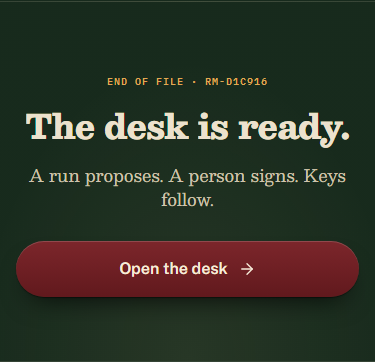 END OF FILE · RM-D1C916
The desk is ready.
A run proposes. A person signs. Keys
follow.
Open the desk →